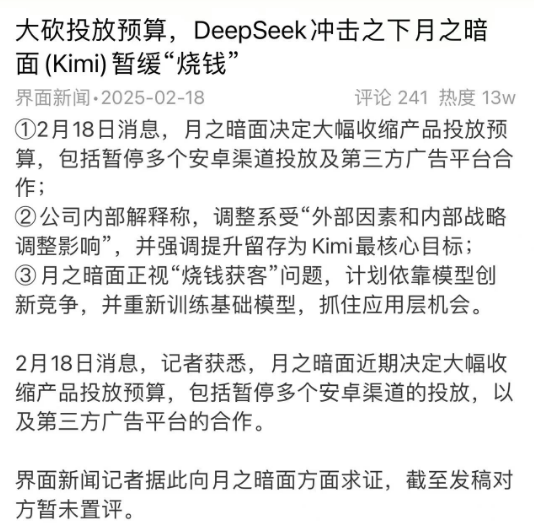 大砍投放预算，DeepSeek冲击之下月之暗
面(Kimi)暂缓“烧钱”
界面新闻•2025-02-18 评论 241 热度 13w
①2月18日消息，月之暗面决定大幅收缩产品投放预
算，包括暂停多个安卓渠道投放及第三方广告平台合
作；
②公司内部解释称，调整系受“外部因素和内部战略
调整影响”，并强调提升留存为Kimi最核心目标；
③月之暗面正视“烧钱获客”问题，计划依靠模型创
新竞争，并重新训练基础模型，抓住应用层机会。
2月18日消息，记者获悉，月之暗面近期决定大幅收
缩产品投放预算，包括暂停多个安卓渠道的投放，以
及第三方广告平台的合作。
界面新闻记者据此向月之暗面方面求证，截至发稿对
方暂未置评。